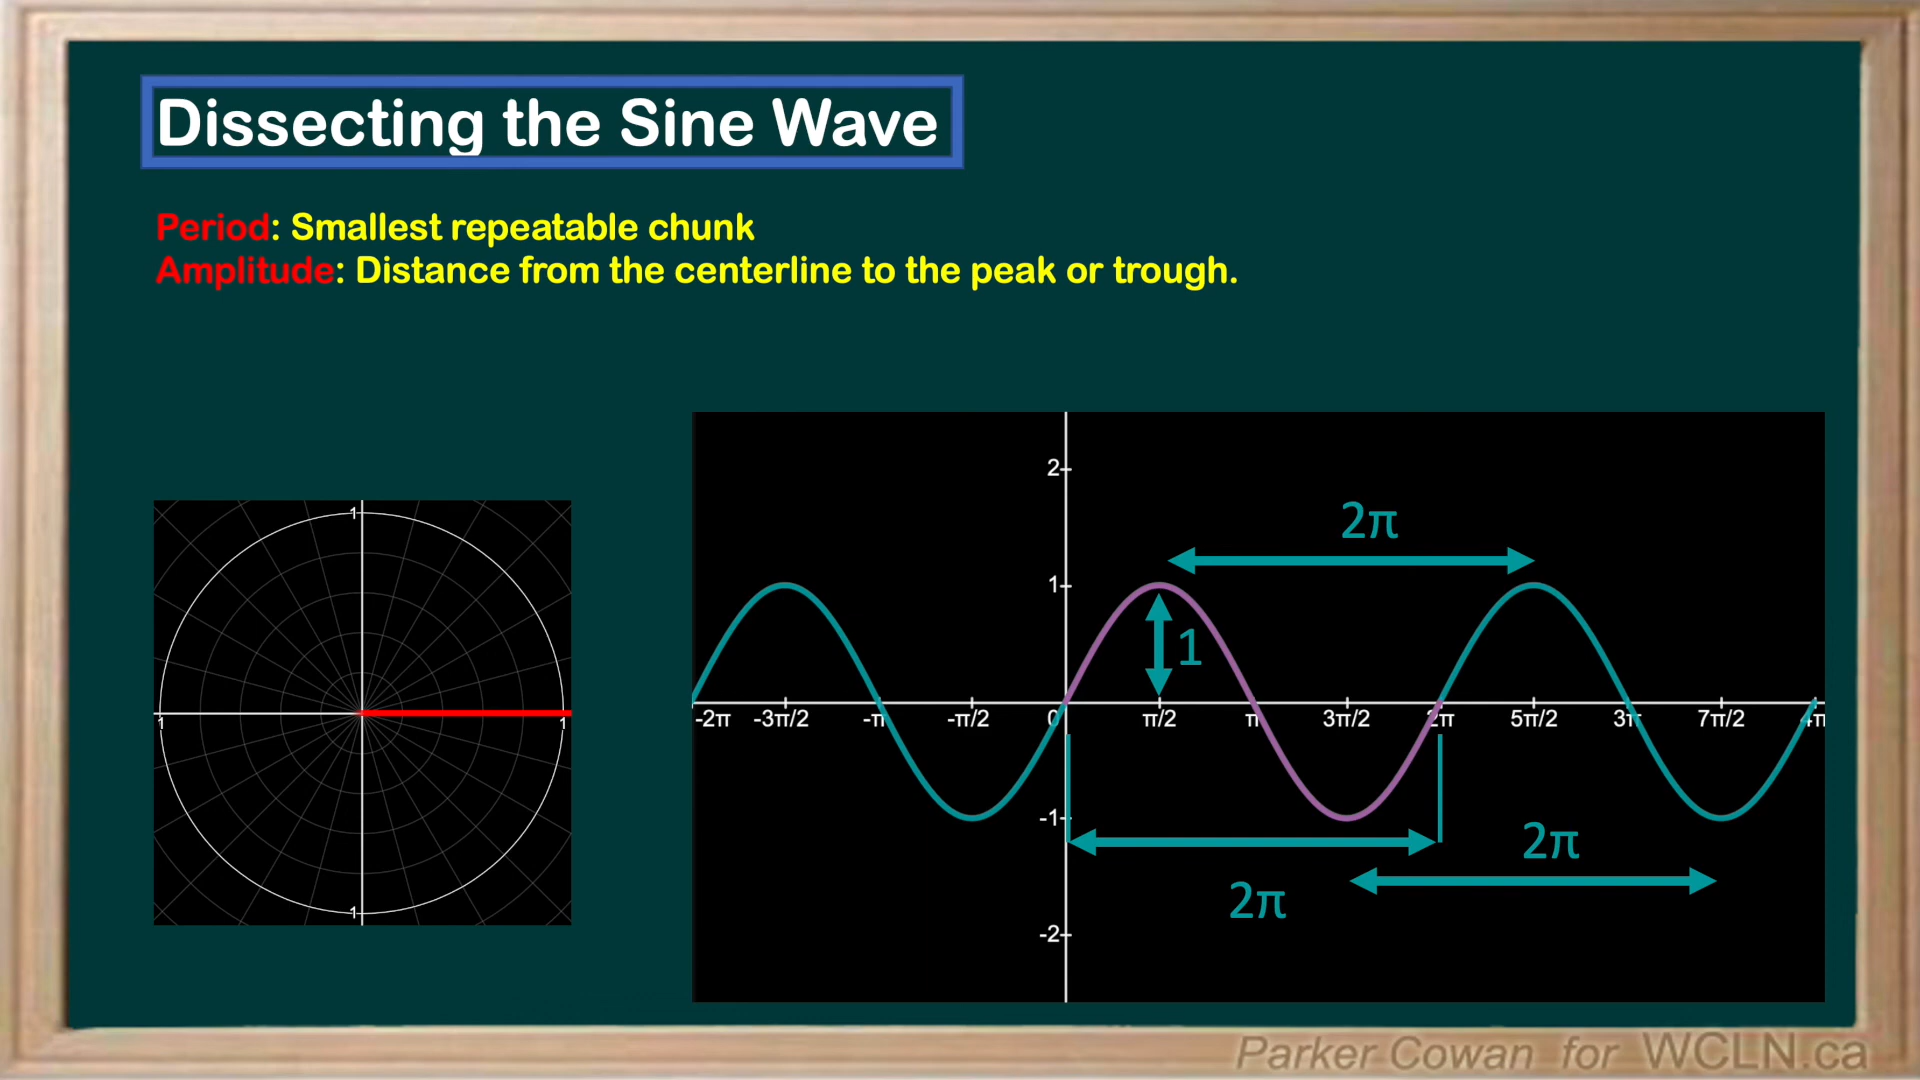 Dissecting the Sine Wave
Period: Smallest repeatable chunk
Amplitude: Distance from the centerline to the peak or trough.
1
1
1
1
2
1
-1
-2
-2π -3π/2 -π -π/2 0 π/2 π 3π/2 2π 5π/2 3π 7π/2 4π
2π
1
2π
2π
Parker Cowan for WCLN.ca